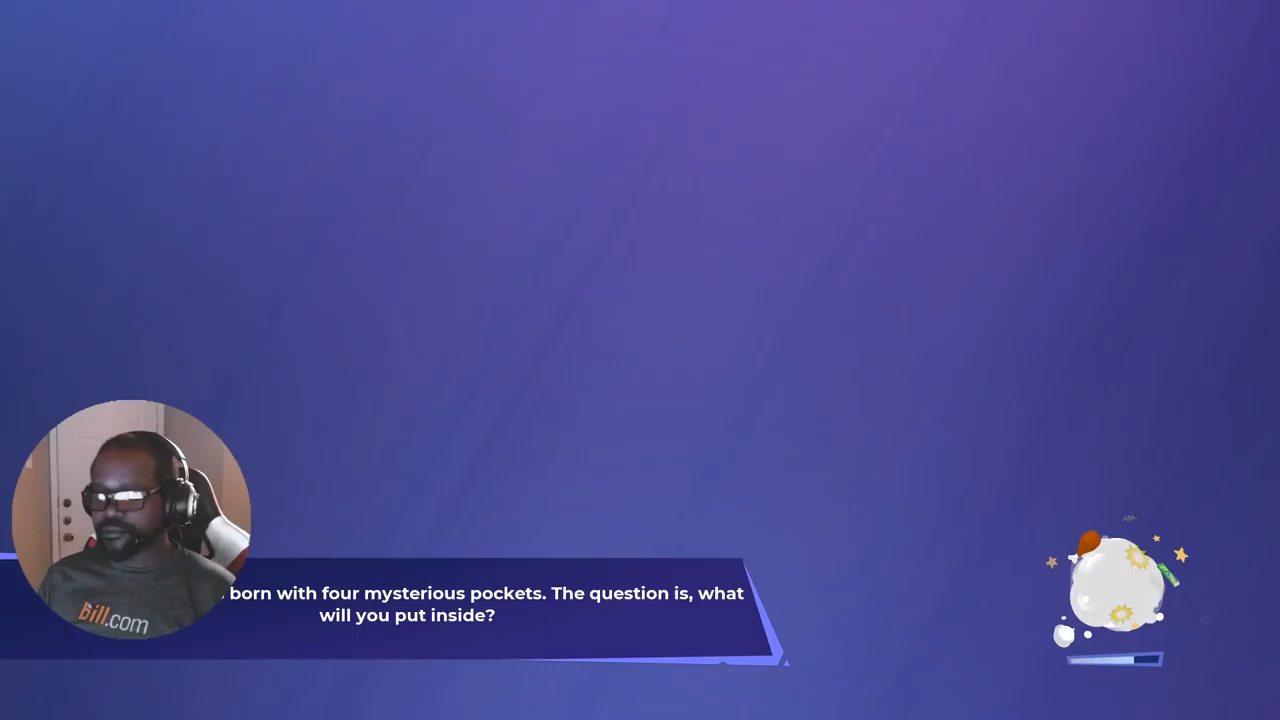 born with four mysterious pockets. The question is, what
will you put inside?
bill.com